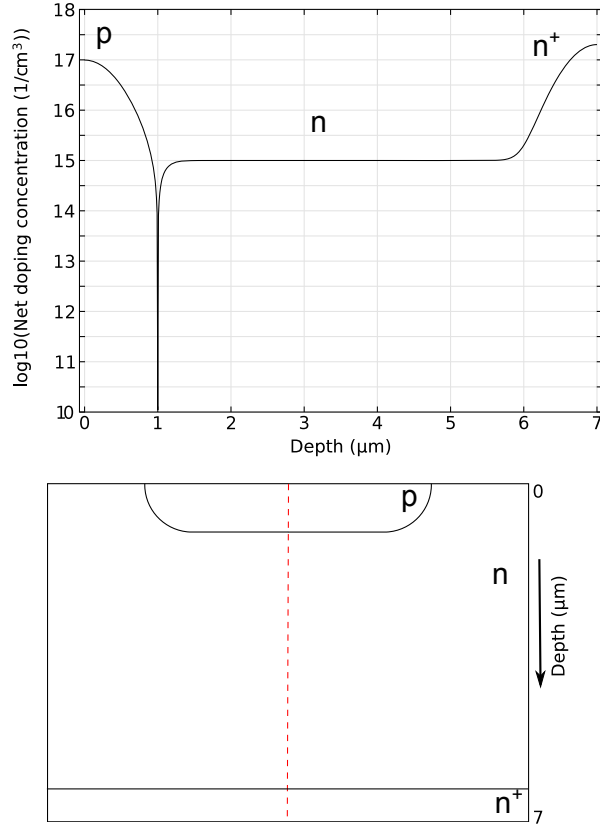 18
17
16
15
14
13
12
11
10
p
n
n⁺
0 1 2 3 4 5 6 7
Depth (µm)
log10(Net doping concentration (1/cm³))
p
n
n⁺
0
Depth (µm)
7